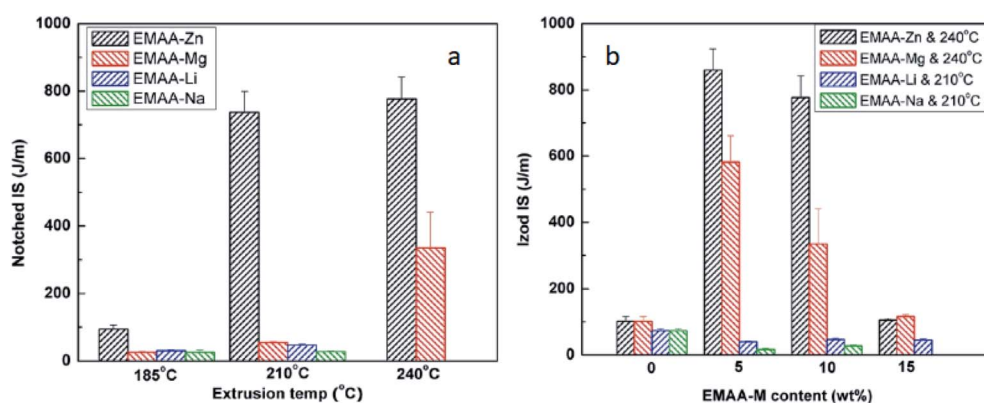 1000
800
600
400
200
0
Notched IS (J/m)
EMAA-Zn
EMAA-Mg
EMAA-Li
EMAA-Na
a
185°C 210°C 240°C
Extrusion temp (°C)
1000
800
600
400
200
0
Izod IS (J/m)
b
EMAA-Zn & 240°C
EMAA-Mg & 240°C
EMAA-Li & 210°C
EMAA-Na & 210°C
0 5 10 15
EMAA-M content (wt%)